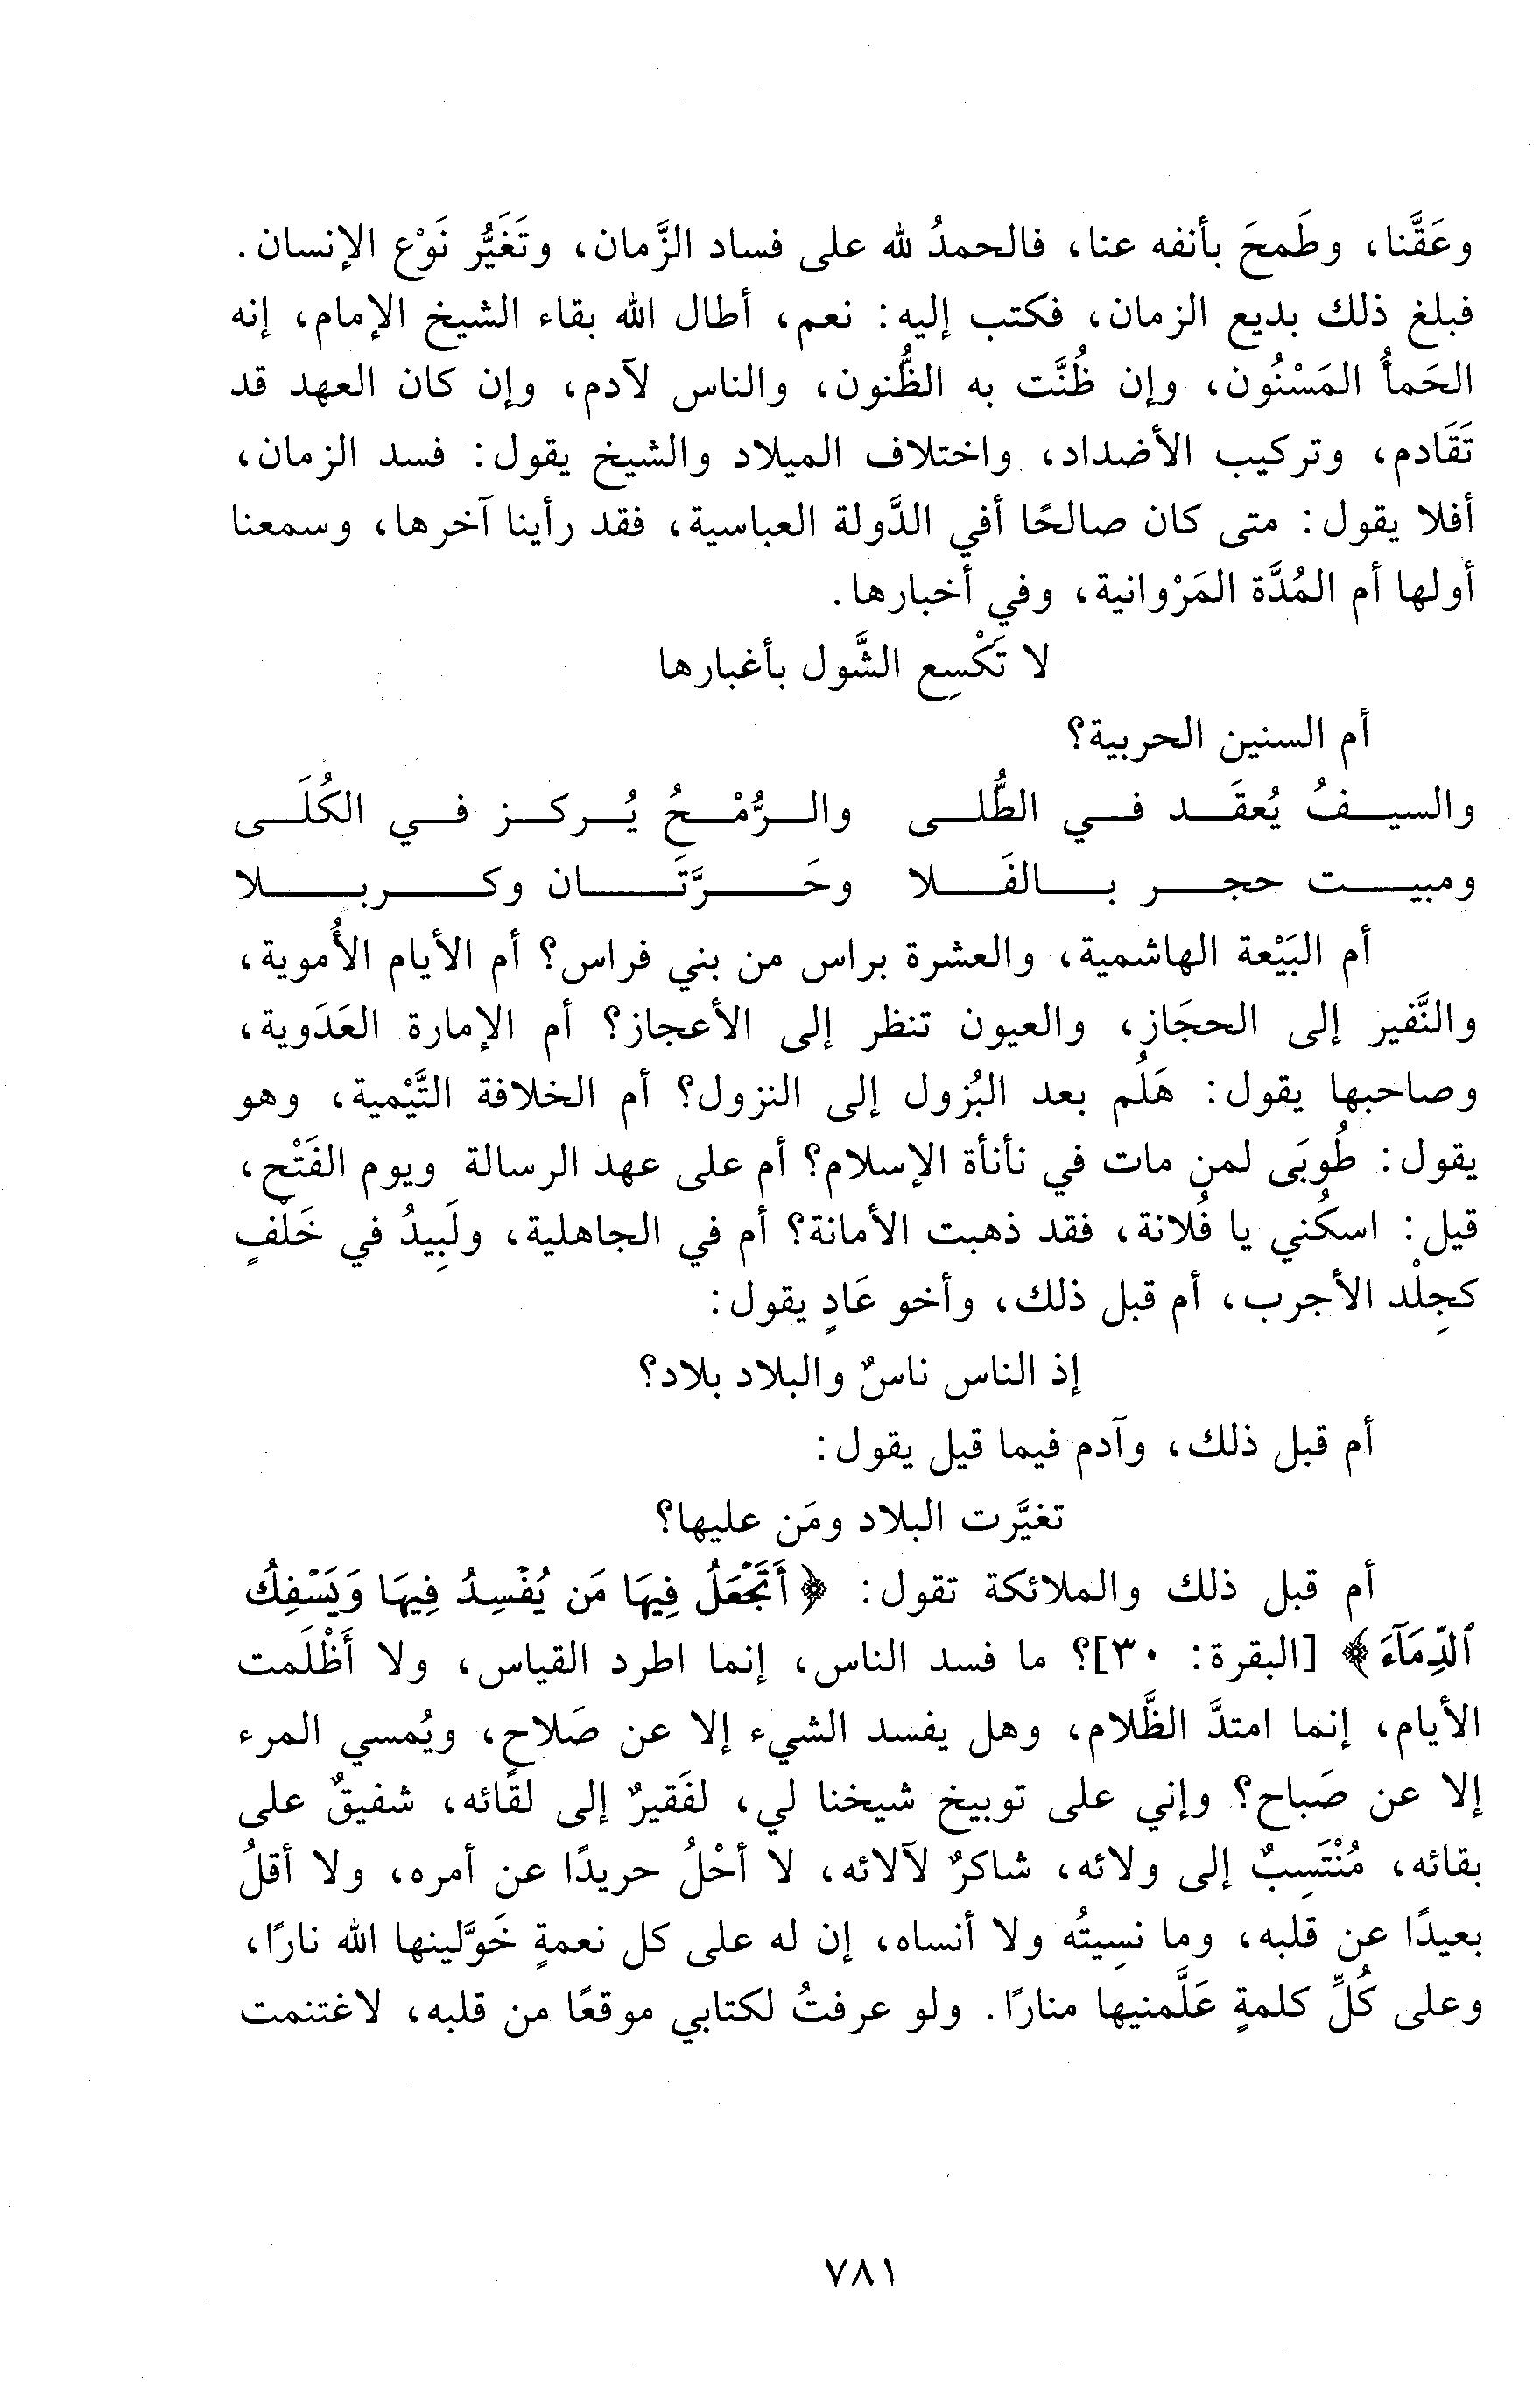 وعَقَّنا، وطَمحَ بأنفه عنا، فالحمدُ لله على فساد الزَّمان، وتَغَيُّر نَوْع الإنسان.
فبلغ ذلك بديع الزمان، فكتب إليه: نعم، أطال الله بقاء الشيخ الإمام، إنه
الحَمأُ المَسْنُون، وإن ظُنَّت به الظُّنون، والناس لآدم، وإن كان العهد قد
تَقَادم، وتركيب الأضداد، واختلاف الميلاد والشيخ يقول: فسد الزمان،
أفلا يقول: متى كان صالحًا أفي الدَّولة العباسية، فقد رأينا آخرها، وسمعنا
أولها أم المُدَّة المَرْوانية، وفي أخبارها.
لا تَكْسِع الشَّول بأغبارها
أم السنين الحربية؟
والسيفُ يُعقَد في الطُّلى والرُّمْحُ يُركز في الكُلَى
ومبيت حجر بالفَلا وحَرَّتَان وكربلا
أم البَيْعة الهاشمية، والعشرة براس من بني فراس؟ أم الأيام الأُموية،
والنَّفير إلى الحجَاز، والعيون تنظر إلى الأعجاز؟ أم الإمارة العَدَوية،
وصاحبها يقول: هَلُم بعد البُزول إلى النزول؟ أم الخلافة التَّيْمية، وهو
يقول: طُوبَى لمن مات في نأنأة الإسلام؟ أم على عهد الرسالة ويوم الفَتْح،
قيل: اسكُني يا فُلانة، فقد ذهبت الأمانة؟ أم في الجاهلية، ولَبِيدُ في خَلْفٍ
كجِلْد الأجرب، أم قبل ذلك، وأخو عَادٍ يقول:
إذ الناس ناسٌ والبلاد بلاد؟
أم قبل ذلك، وآدم فيما قيل يقول:
تغيَّرت البلاد ومَن عليها؟
أم قبل ذلك والملائكة تقول: ﴿أَتَجْعَلُ فِيهَا مَن يُفْسِدُ فِيهَا وَيَسْفِكُ
ٱلدِّمَآءَ﴾ [البقرة: ٣٠]؟ ما فسد الناس، إنما اطرد القياس، ولا أَظْلَمت
الأيام، إنما امتدَّ الظَّلام، وهل يفسد الشيء إلا عن صَلاحٍ، ويُمسي المرء
إلا عن صَباح؟ وإني على توبيخ شيخنا لي، لفَقيرٌ إلى لقائه، شفيقٌ على
بقائه، مُنْتَسِبٌ إلى ولائه، شاكرٌ لآلائه، لا أحْلُ حريدًا عن أمره، ولا أقلُ
بعيدًا عن قلبه، وما نسِيتُه ولا أنساه، إن له على كل نعمةٍ خَوَّلينها الله نارًا،
وعلى كُلِّ كلمةٍ عَلَّمنيها منارًا. ولو عرفتُ لكتابي موقعًا من قلبه، لاغتنمت
٧٨١